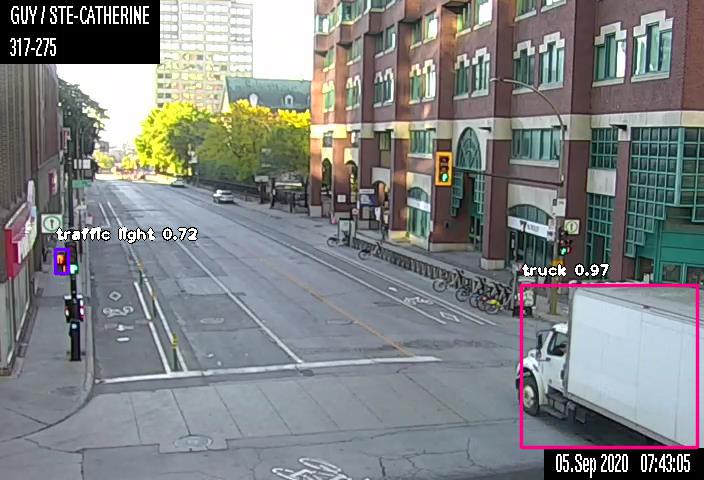 GUY / STE-CATHERINE
317-275
traffic light 0.72
truck 0.97
05.Sep 2020 07:43:05